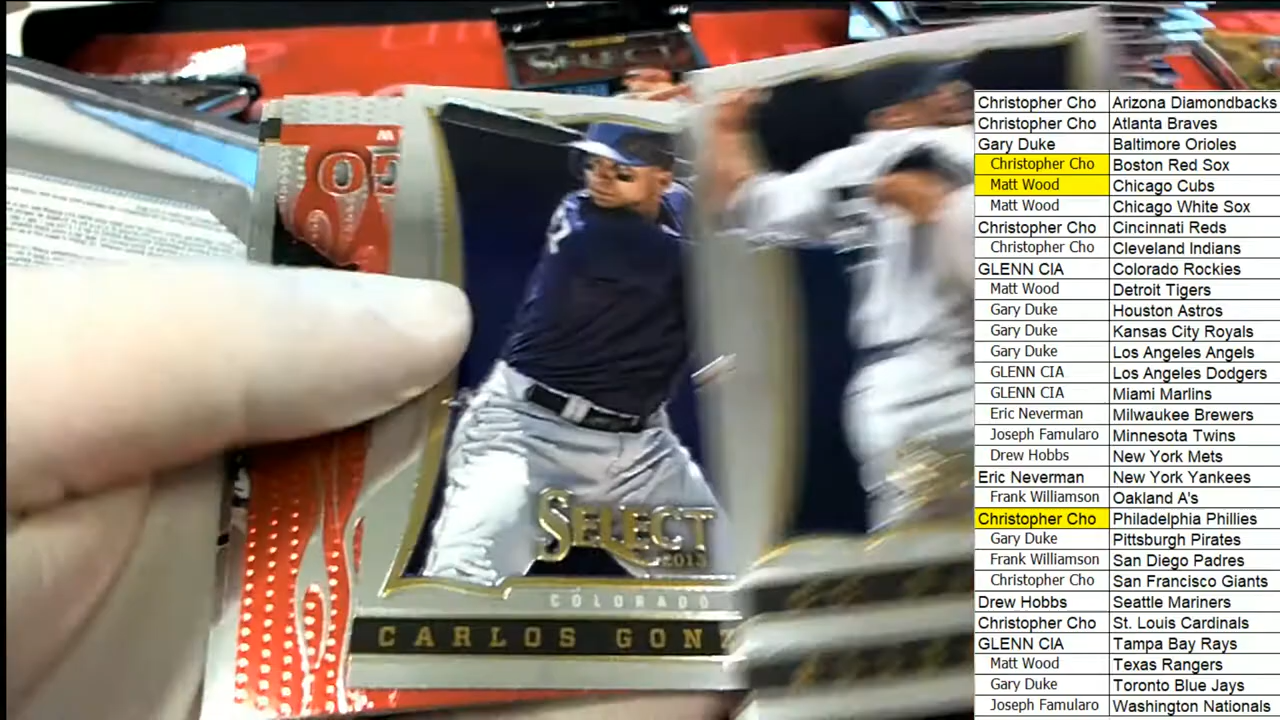 SELECT
SELECT
2013
COLORADO
CARLOS GON
Christopher Cho Arizona Diamondbacks
Christopher Cho Atlanta Braves
Gary Duke Baltimore Orioles
Christopher Cho Boston Red Sox
Matt Wood Chicago Cubs
Matt Wood Chicago White Sox
Christopher Cho Cincinnati Reds
Christopher Cho Cleveland Indians
GLENN CIA Colorado Rockies
Matt Wood Detroit Tigers
Gary Duke Houston Astros
Gary Duke Kansas City Royals
Gary Duke Los Angeles Angels
GLENN CIA Los Angeles Dodgers
GLENN CIA Miami Marlins
Eric Neverman Milwaukee Brewers
Joseph Famularo Minnesota Twins
Drew Hobbs New York Mets
Eric Neverman New York Yankees
Frank Williamson Oakland A's
Christopher Cho Philadelphia Phillies
Gary Duke Pittsburgh Pirates
Frank Williamson San Diego Padres
Christopher Cho San Francisco Giants
Drew Hobbs Seattle Mariners
Christopher Cho St. Louis Cardinals
GLENN CIA Tampa Bay Rays
Matt Wood Texas Rangers
Gary Duke Toronto Blue Jays
Joseph Famularo Washington Nationals